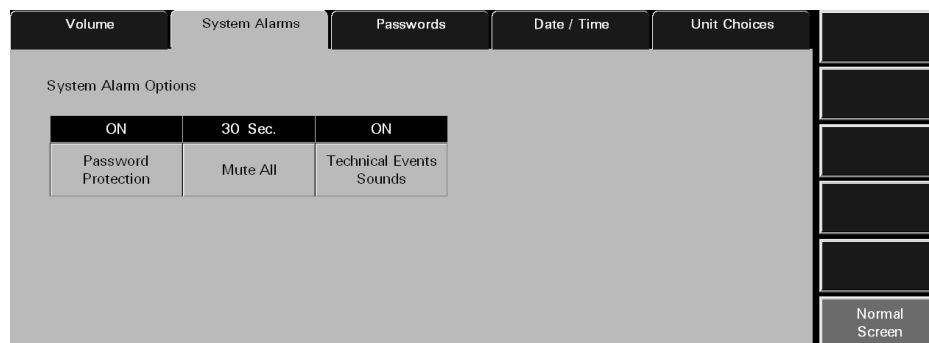 Volume
System Alarms
Passwords
Date / Time
Unit Choices
System Alarm Options
ON
30 Sec.
ON
Password
Protection
Mute All
Technical Events
Sounds
Normal
Screen